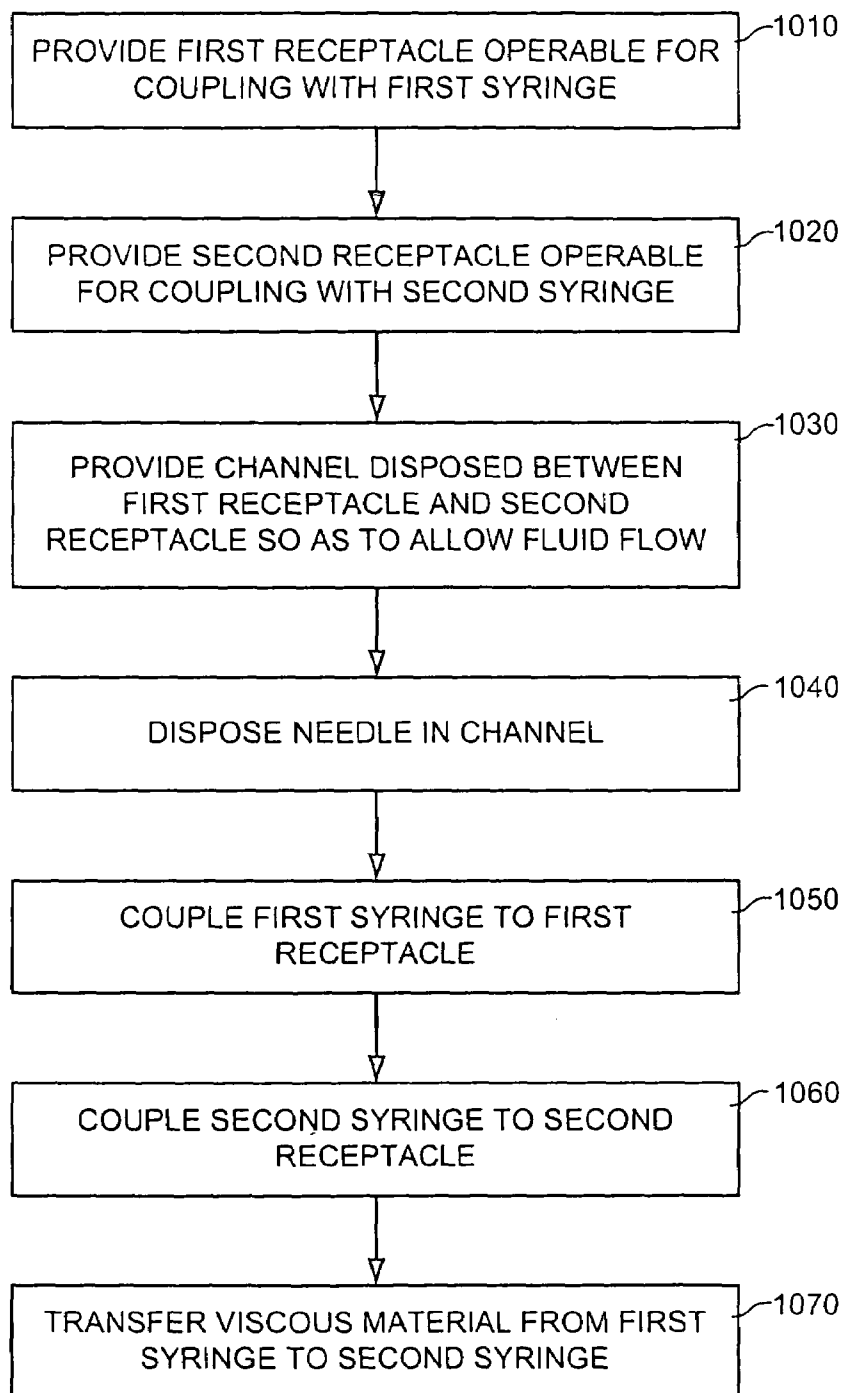 1010
PROVIDE FIRST RECEPTACLE OPERABLE FOR
COUPLING WITH FIRST SYRINGE
1020
PROVIDE SECOND RECEPTACLE OPERABLE
FOR COUPLING WITH SECOND SYRINGE
1030
PROVIDE CHANNEL DISPOSED BETWEEN
FIRST RECEPTACLE AND SECOND
RECEPTACLE SO AS TO ALLOW FLUID FLOW
1040
DISPOSE NEEDLE IN CHANNEL
1050
COUPLE FIRST SYRINGE TO FIRST
RECEPTACLE
1060
COUPLE SECOND SYRINGE TO SECOND
RECEPTACLE
1070
TRANSFER VISCOUS MATERIAL FROM FIRST
SYRINGE TO SECOND SYRINGE